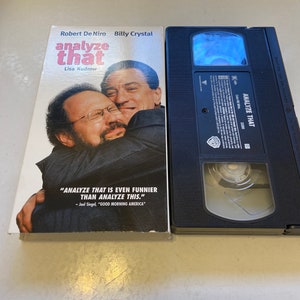 Robert De Niro Billy Crystal
analyze
that
Lisa Kudrow
"ANALYZE THAT IS EVEN FUNNIER
THAN ANALYZE THIS."
- Joel Siegel, "GOOD MORNING AMERICA"
ANALYZE THAT